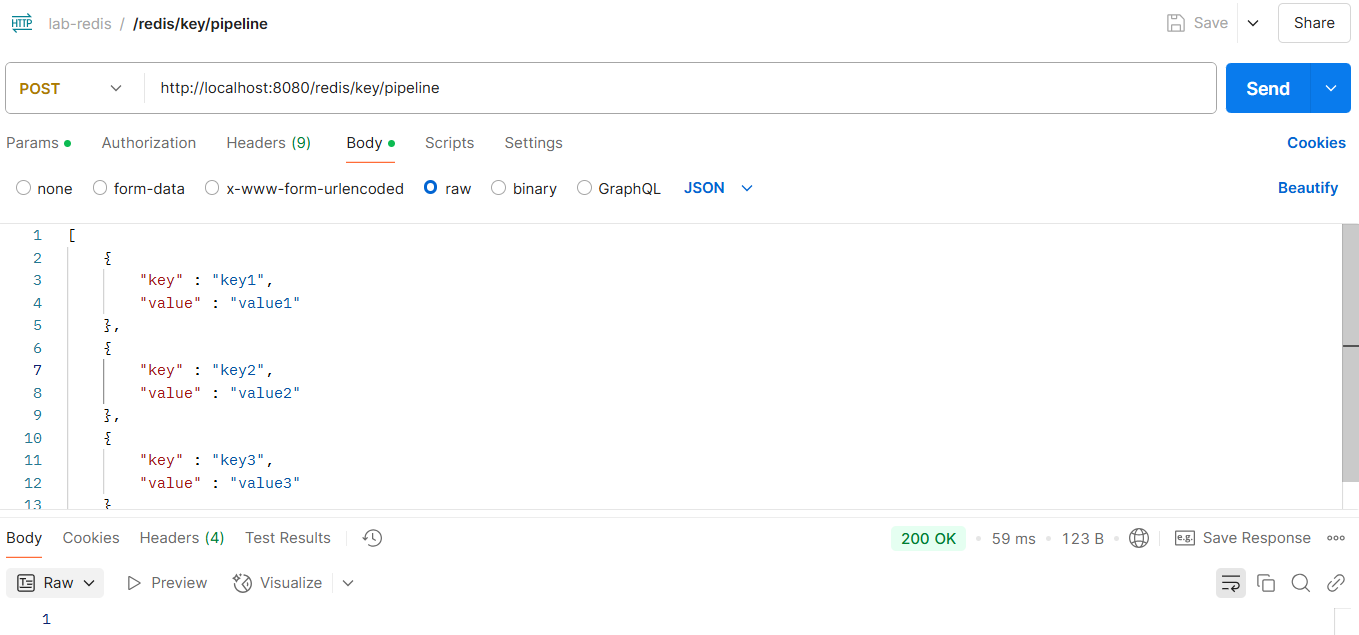 HTTP lab-redis / /redis/key/pipeline Save Share
POST http://localhost:8080/redis/key/pipeline Send
Params Authorization Headers (9) Body Scripts Settings Cookies
none form-data x-www-form-urlencoded raw binary GraphQL JSON Beautify
1 [
2 {
3 "key" : "key1",
4 "value" : "value1"
5 },
6 {
7 "key" : "key2",
8 "value" : "value2"
9 },
10 {
11 "key" : "key3",
12 "value" : "value3"
13 }
Body Cookies Headers (4) Test Results 200 OK 59 ms 123 B e.g. Save Response
Raw Preview Visualize
1